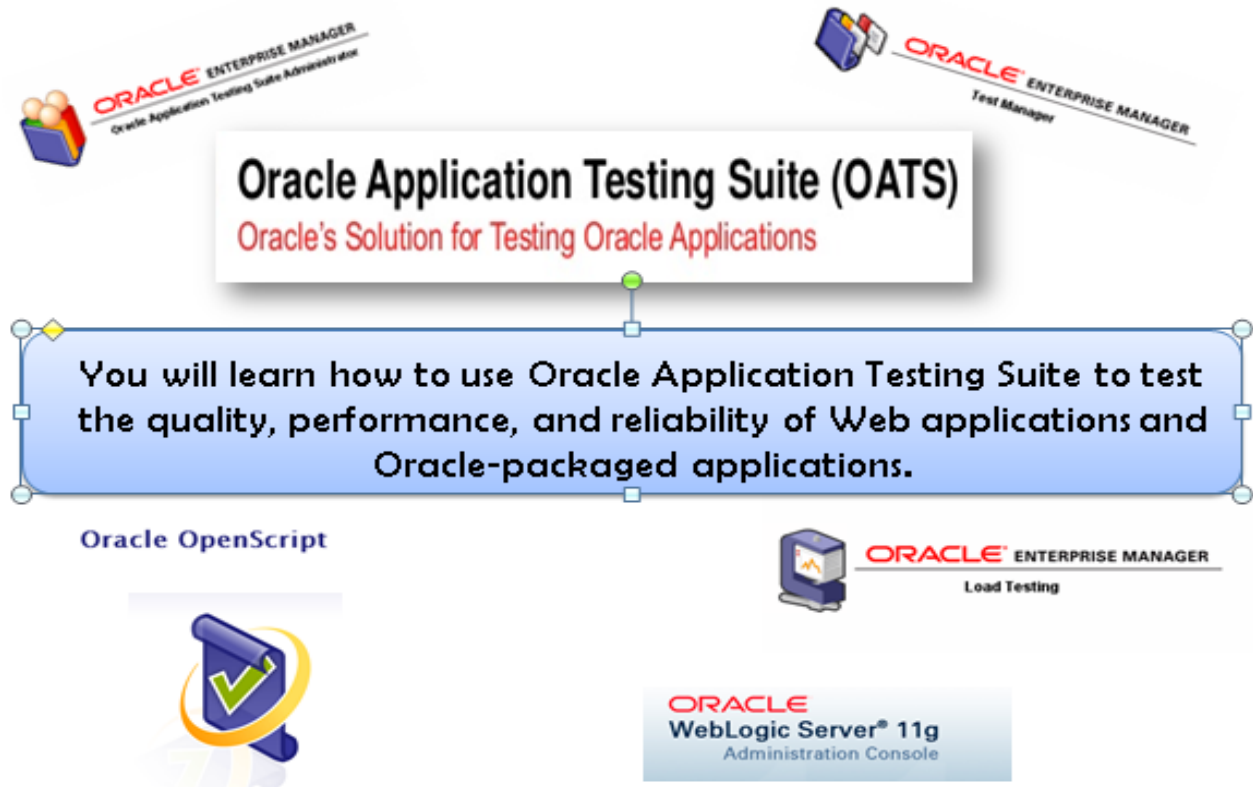 ORACLE ENTERPRISE MANAGER
Oracle Application Testing Suite Administrator
ORACLE ENTERPRISE MANAGER
Test Manager
Oracle Application Testing Suite (OATS)
Oracle's Solution for Testing Oracle Applications
You will learn how to use Oracle Application Testing Suite to test
the quality, performance, and reliability of Web applications and
Oracle-packaged applications.
Oracle OpenScript
ORACLE ENTERPRISE MANAGER
Load Testing
ORACLE
WebLogic Server® 11g
Administration Console